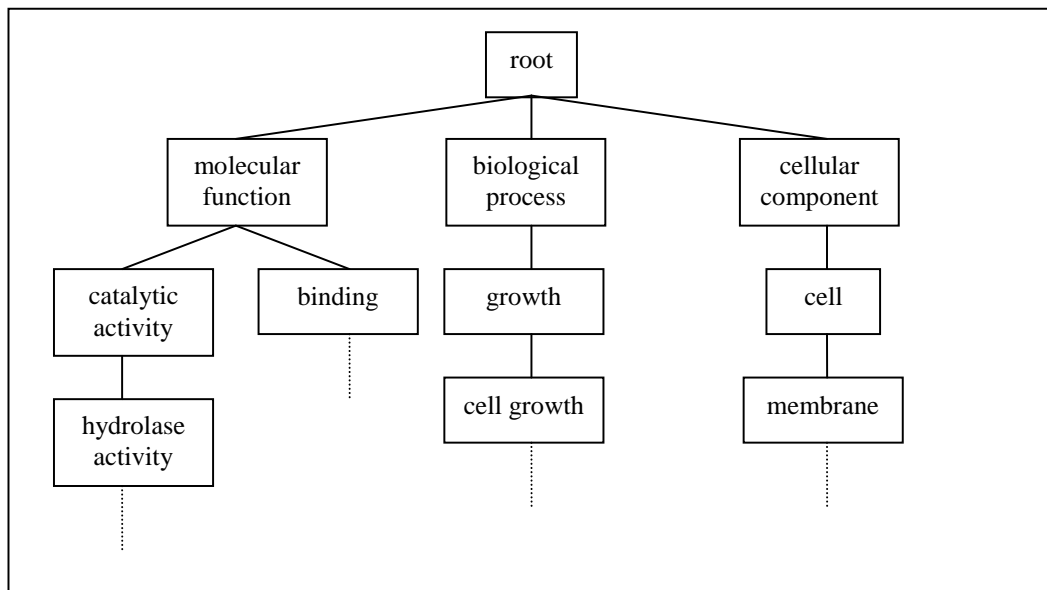 root
molecular
function
biological
process
cellular
component
catalytic
activity
binding
growth
cell
hydrolase
activity
cell growth
membrane